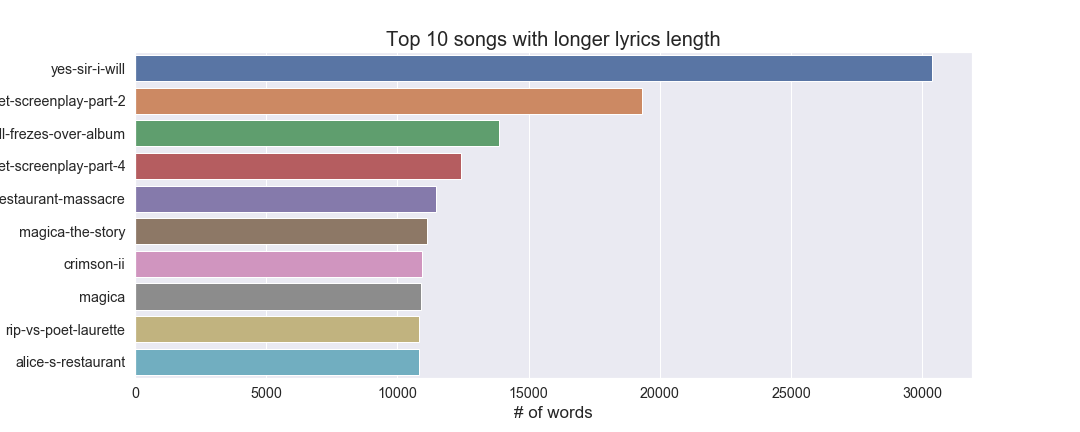 Top 10 songs with longer lyrics length
yes-sir-i-will
et-screenplay-part-2
ll-frezes-over-album
et-screenplay-part-4
estaurant-massacre
magica-the-story
crimson-ii
magica
rip-vs-poet-laurette
alice-s-restaurant
0 5000 10000 15000 20000 25000 30000
# of words